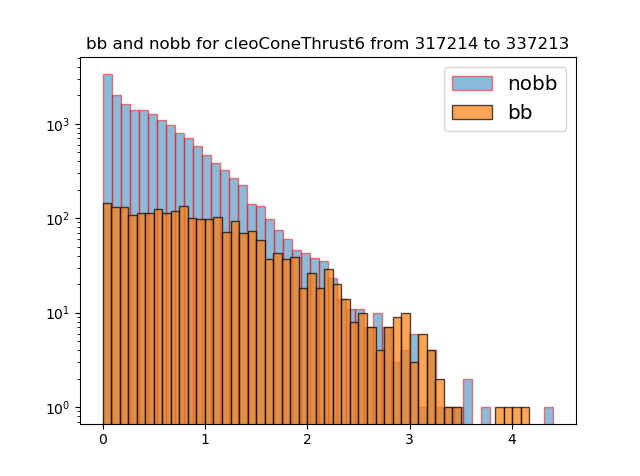 bb and nobb for cleoConeThrust6 from 317214 to 337213
nobb
bb
10³
10²
10¹
10⁰
0 1 2 3 4